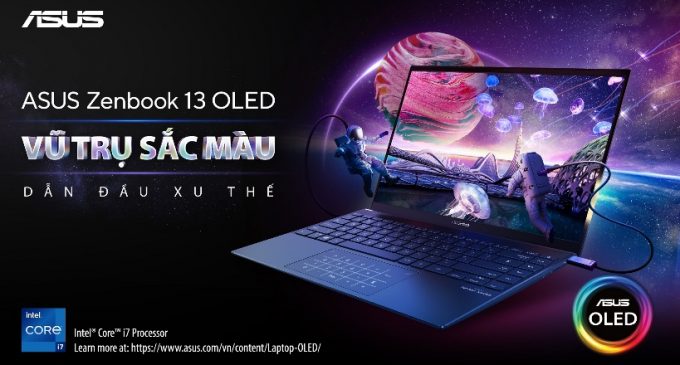 ASUS
ASUS Zenbook 13 OLED
VŨ TRỤ SẮC MÀU
DẪN ĐẦU XU THẾ
intel
CORE
i7
Intel® Core™ i7 Processor
Learn more at: https://www.asus.com/vn/content/Laptop-OLED/
ASUS
OLED